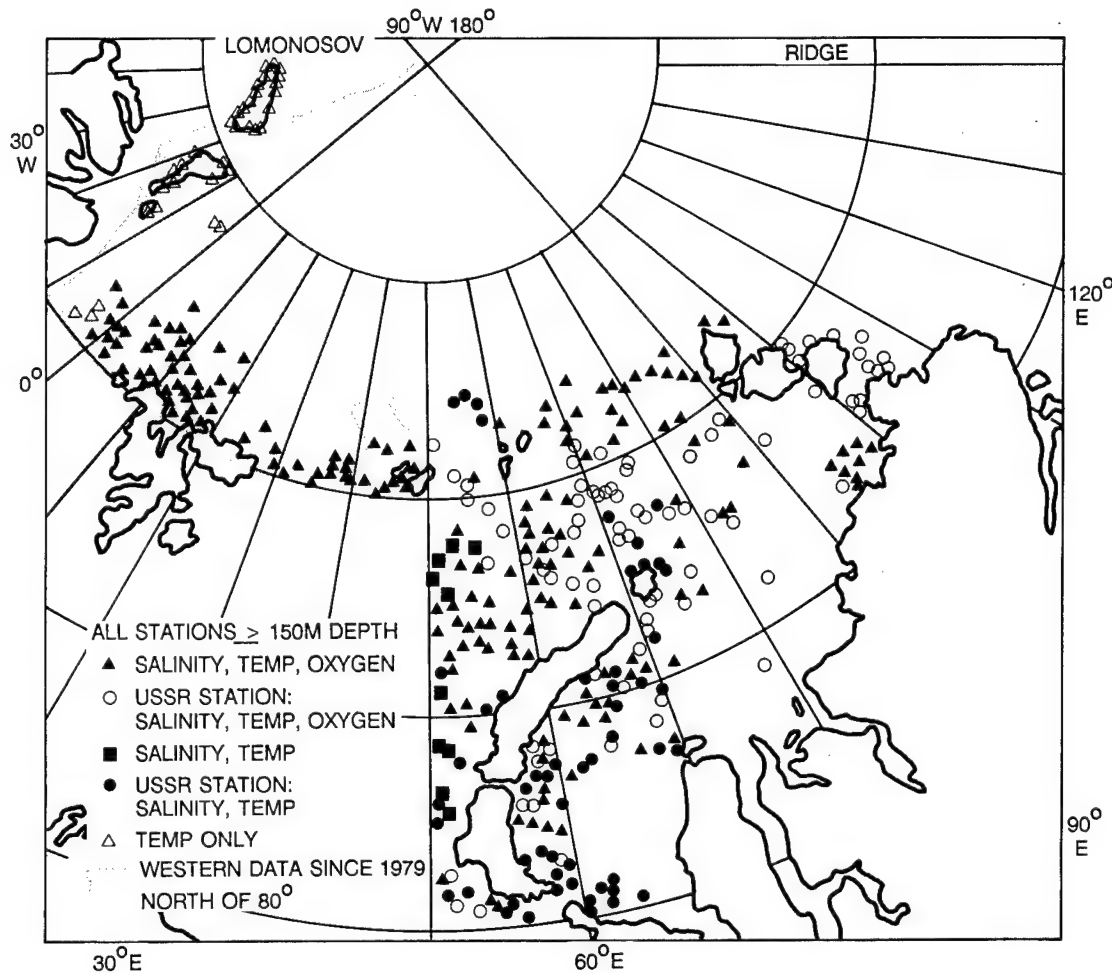 90°W 180°
LOMONOSOV
RIDGE
30°
W
120°
E
0°
ALL STATIONS ≥ 150M DEPTH
▲ SALINITY, TEMP, OXYGEN
○ USSR STATION:
SALINITY, TEMP, OXYGEN
■ SALINITY, TEMP
● USSR STATION:
SALINITY, TEMP
△ TEMP ONLY
WESTERN DATA SINCE 1979
NORTH OF 80°
90°
E
30°E
60°E